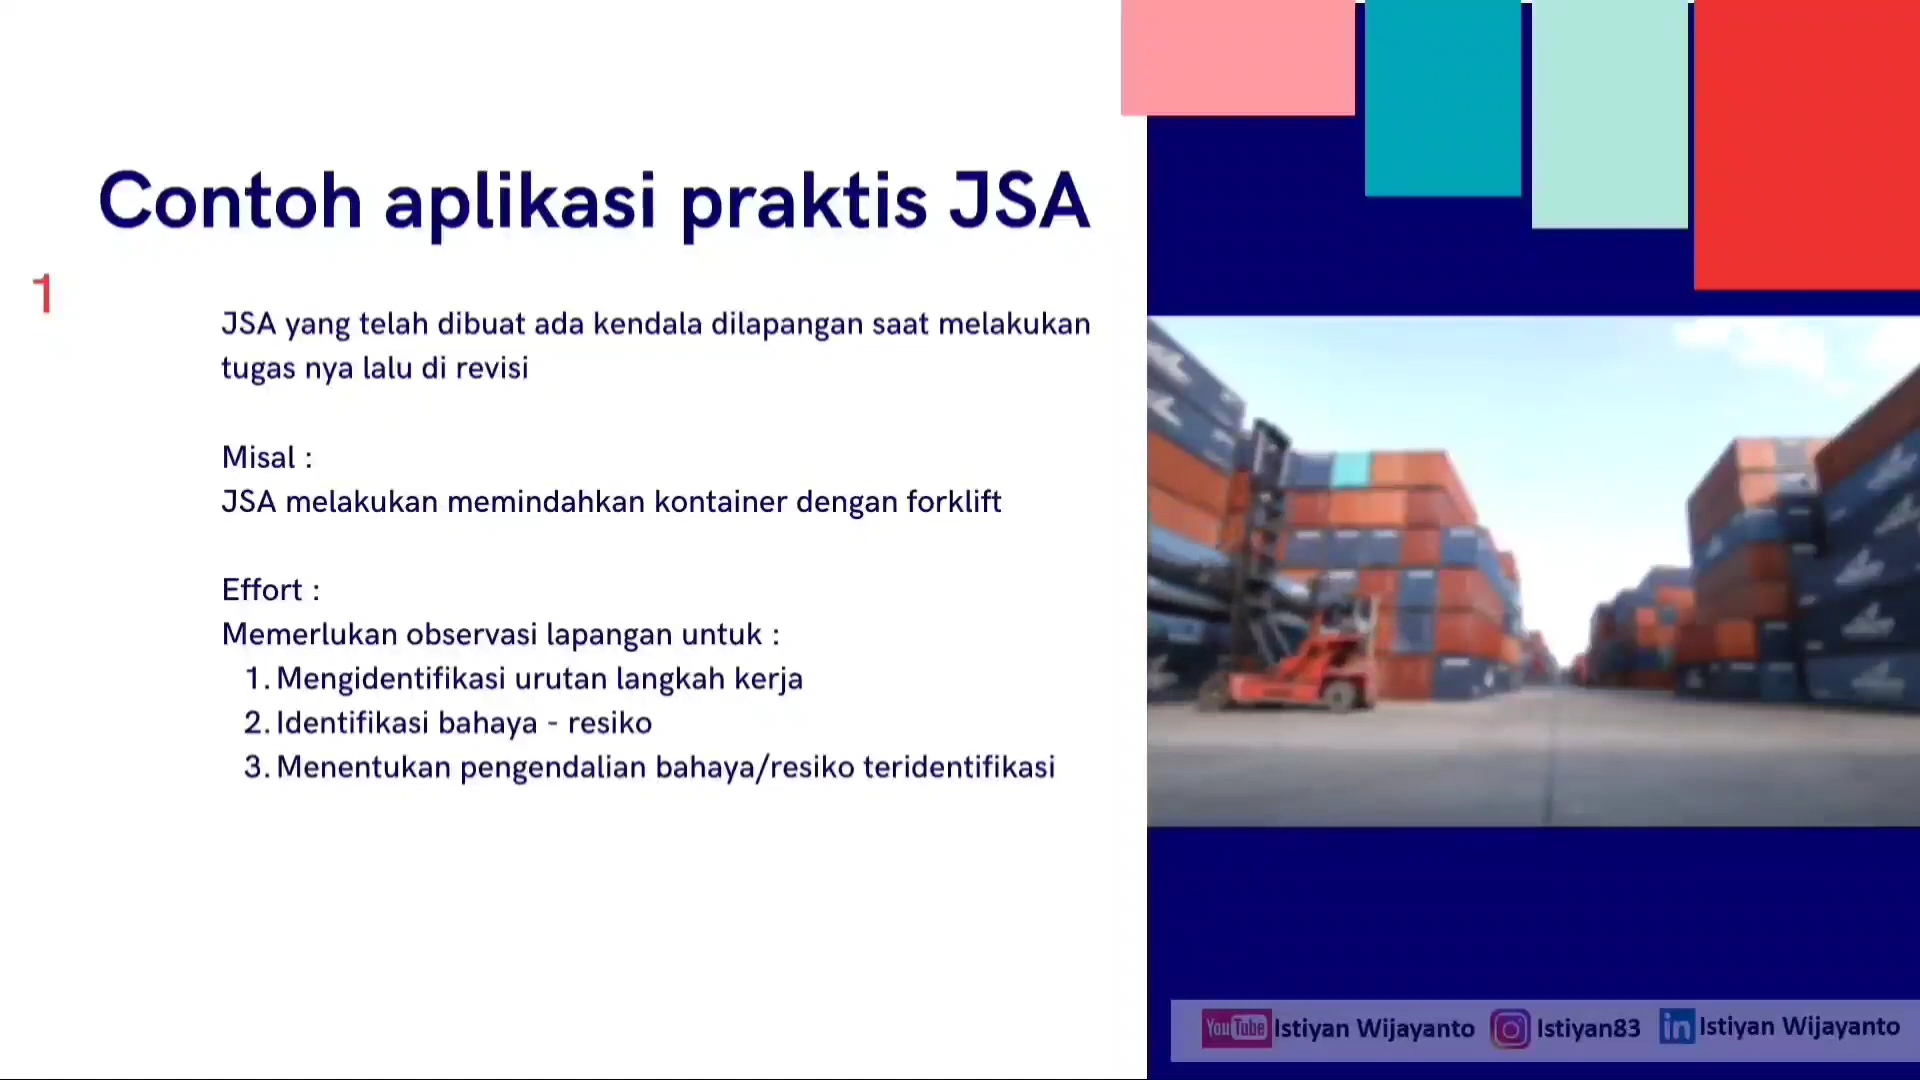 Contoh aplikasi praktis JSA
1
JSA yang telah dibuat ada kendala dilapangan saat melakukan
tugas nya lalu di revisi
Misal :
JSA melakukan memindahkan kontainer dengan forklift
Effort :
Memerlukan observasi lapangan untuk :
1. Mengidentifikasi urutan langkah kerja
2. Identifikasi bahaya - resiko
3. Menentukan pengendalian bahaya/resiko teridentifikasi
YouTube Istiyan Wijayanto Istiyan83 in Istiyan Wijayanto